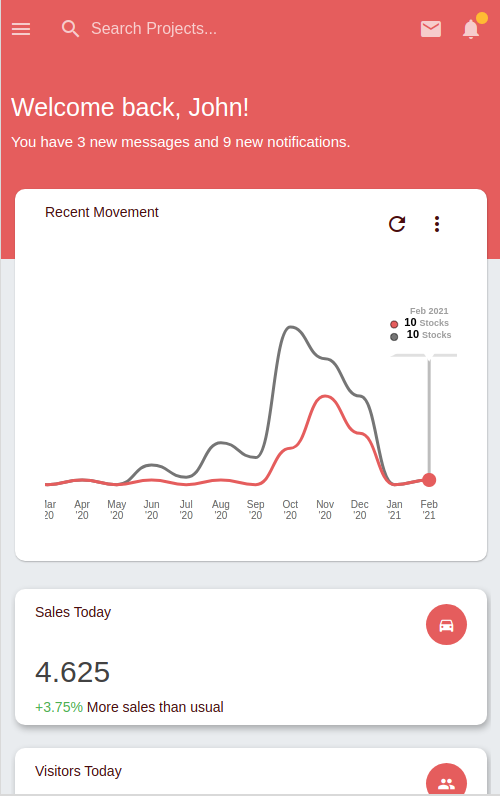 Search Projects...
Welcome back, John!
You have 3 new messages and 9 new notifications.
Recent Movement
Feb 2021
10 Stocks
10 Stocks
Apr May Jun Jul Aug Sep Oct Nov Dec Jan Feb
'20 '20 '20 '20 '20 '20 '20 '20 '20 '21 '21
Sales Today
4.625
+3.75% More sales than usual
Visitors Today